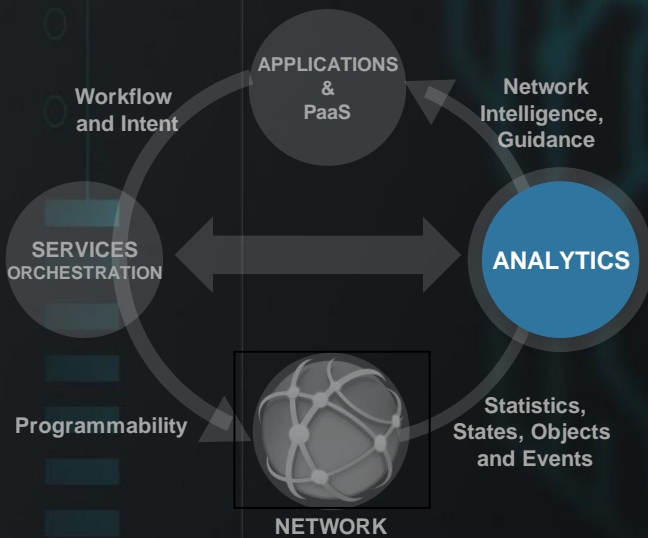 APPLICATIONS
&
PaaS
Workflow
and Intent
Network
Intelligence,
Guidance
SERVICES
ORCHESTRATION
ANALYTICS
Programmability
Statistics,
States, Objects
and Events
NETWORK